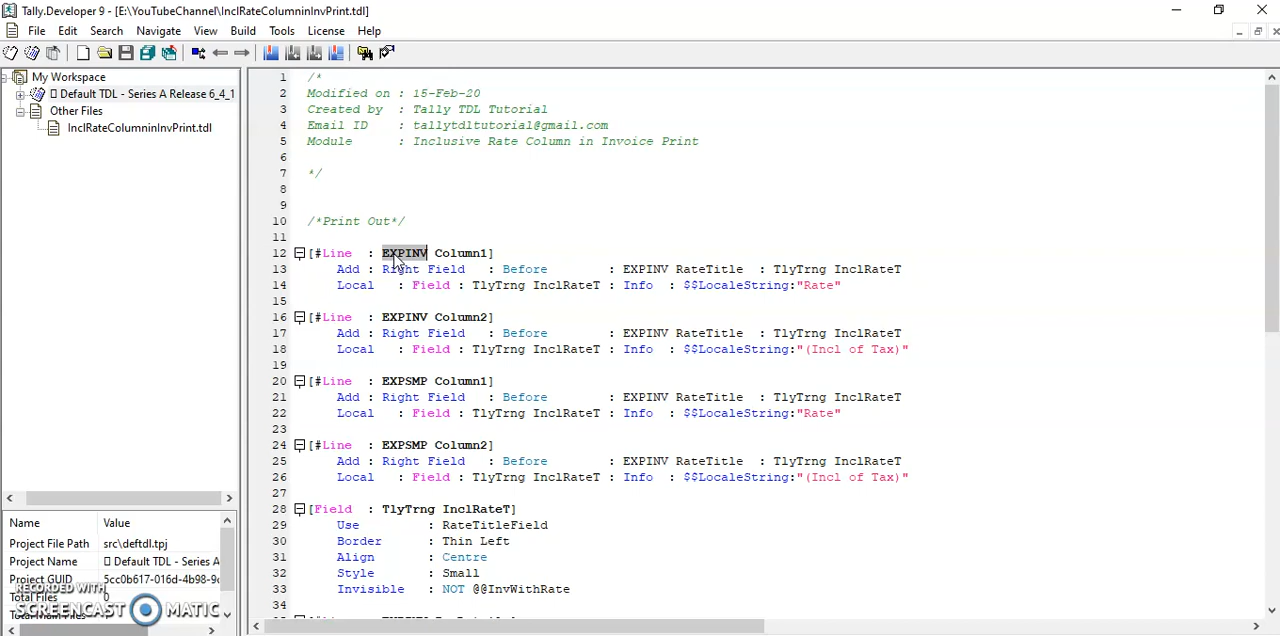 Tally.Developer 9 - [E:\YouTubeChannel\InclRateColumninInvPrint.tdl]
File Edit Search Navigate View Build Tools License Help
My Workspace
Default TDL - Series A Release 6_4_1
Other Files
InclRateColumninInvPrint.tdl
Name Value
Project File Path src\deftdl.tpj
Project Name Default TDL - Series A
Project GUID 5cc0b617-016d-4b98-9
Total Files 0
RECORDED WITH
SCREENCAST MATIC
1 /*
2 Modified on : 15-Feb-20
3 Created by : Tally TDL Tutorial
4 Email ID : tallytdltutorial@gmail.com
5 Module : Inclusive Rate Column in Invoice Print
6
7 */
8
9
10 /*Print Out*/
11
12 [#Line : EXPINV Column1]
13 Add : Right Field : Before : EXPINV RateTitle : TlyTrng InclRateT
14 Local : Field : TlyTrng InclRateT : Info : $$LocaleString:"Rate"
15
16 [#Line : EXPINV Column2]
17 Add : Right Field : Before : EXPINV RateTitle : TlyTrng InclRateT
18 Local : Field : TlyTrng InclRateT : Info : $$LocaleString:"(Incl of Tax)"
19
20 [#Line : EXPSMP Column1]
21 Add : Right Field : Before : EXPINV RateTitle : TlyTrng InclRateT
22 Local : Field : TlyTrng InclRateT : Info : $$LocaleString:"Rate"
23
24 [#Line : EXPSMP Column2]
25 Add : Right Field : Before : EXPINV RateTitle : TlyTrng InclRateT
26 Local : Field : TlyTrng InclRateT : Info : $$LocaleString:"(Incl of Tax)"
27
28 [Field : TlyTrng InclRateT]
29 Use : RateTitleField
30 Border : Thin Left
31 Align : Centre
32 Style : Small
33 Invisible : NOT @@InvWithRate
34